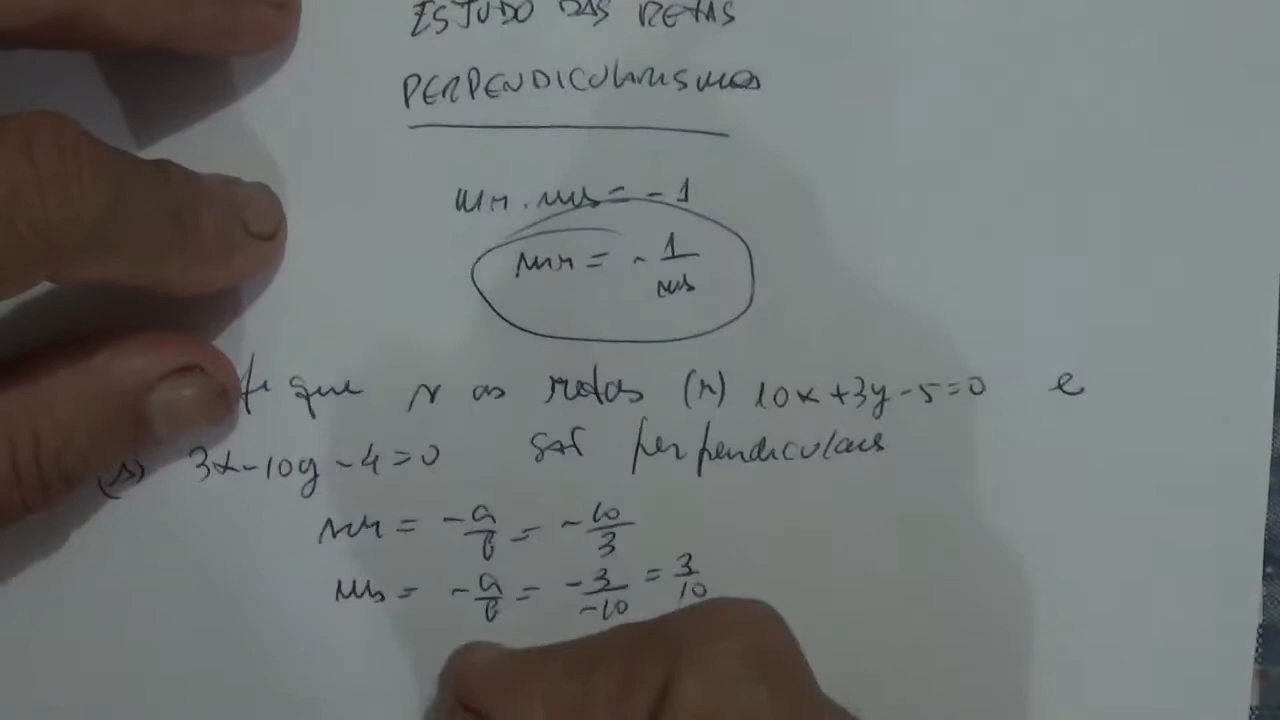 ESTUDO DAS RETAS
PERPENDICULARISMO
mr.ms = -1
mr = -1/ms
que as retas (r) 10x+3y-5=0 e
(s) 3x-10y-4=0 são perpendiculares
mr = -a/b = -10/3
ms = -a/b = -3/-10 = 3/10